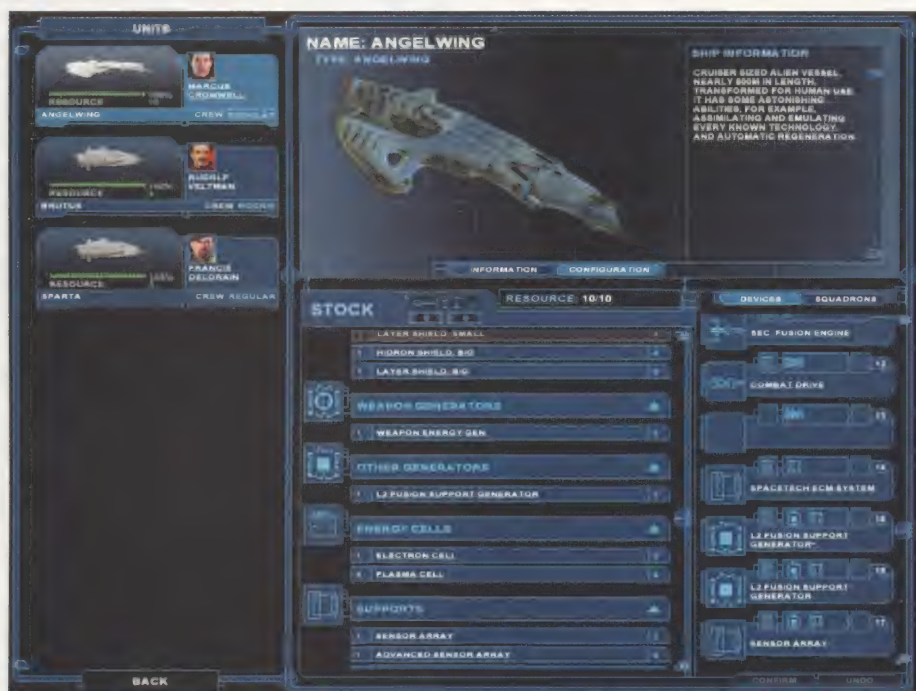 UNITS
RESOURCE
MARCUS
CROMWELL
ANGELWING
CREW
RESOURCE
RUDOLF
VELTMAN
BRUTUS
CREW ROOKIE
RESOURCE
FRANCIS
DELORAIN
SPARTA
CREW REGULAR
BACK
NAME: ANGELWING
TYPE: ANGELWING
SHIP INFORMATION
CRUISER SIZED ALIEN VESSEL,
NEARLY 800M IN LENGTH,
TRANSFORMED FOR HUMAN USE.
IT HAS SOME ASTONISHING
ABILITIES, FOR EXAMPLE,
ASSIMILATING AND EMULATING
EVERY KNOWN TECHNOLOGY,
AND AUTOMATIC REGENERATION
INFORMATION
CONFIGURATION
STOCK
RESOURCE 10/10
LAYER SHIELD, SMALL
HIDRON SHIELD, BIG
LAYER SHIELD, BIG
WEAPON GENERATORS
WEAPON ENERGY GEN
OTHER GENERATORS
L2 FUSION SUPPORT GENERATOR
ENERGY CELLS
ELECTRON CELL
PLASMA CELL
SUPPORTS
SENSOR ARRAY
ADVANCED SENSOR ARRAY
DEVICES
SQUADRONS
SEC. FUSION ENGINE
COMBAT DRIVE
SPACETECH ECM SYSTEM
L2 FUSION SUPPORT
GENERATOR
L2 FUSION SUPPORT
GENERATOR
17
SENSOR ARRAY
CONFIRM
UNDO